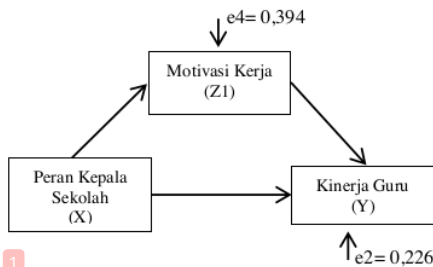 e4= 0,394
Motivasi Kerja
(Z1)
Peran Kepala
Sekolah
(X)
Kinerja Guru
(Y)
1
e2= 0,226